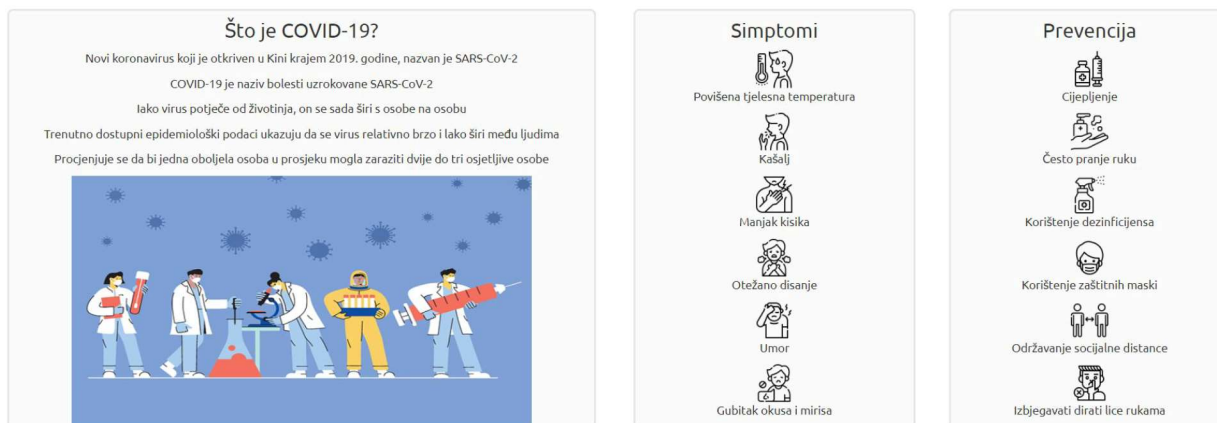 Što je COVID-19?
Novi koronavirus koji je otkriven u Kini krajem 2019. godine, nazvan je SARS-CoV-2
COVID-19 je naziv bolesti uzrokovane SARS-CoV-2
Iako virus potječe od životinja, on se sada širi s osobe na osobu
Trenutno dostupni epidemiološki podaci ukazuju da se virus relativno brzo i lako širi među ljudima
Procjenjuje se da bi jedna oboljela osoba u prosjeku mogla zaraziti dvije do tri osjetljive osobe
Simptomi
Povišena tjelesna temperatura
Kašalj
Manjak kisika
Otežano disanje
Umor
Gubitak okusa i mirisa
Prevencija
Cijepljenje
Često pranje ruku
Korištenje dezinficijensa
Korištenje zaštitnih maski
Održavanje socijalne distance
Izbjegavati dirati lice rukama